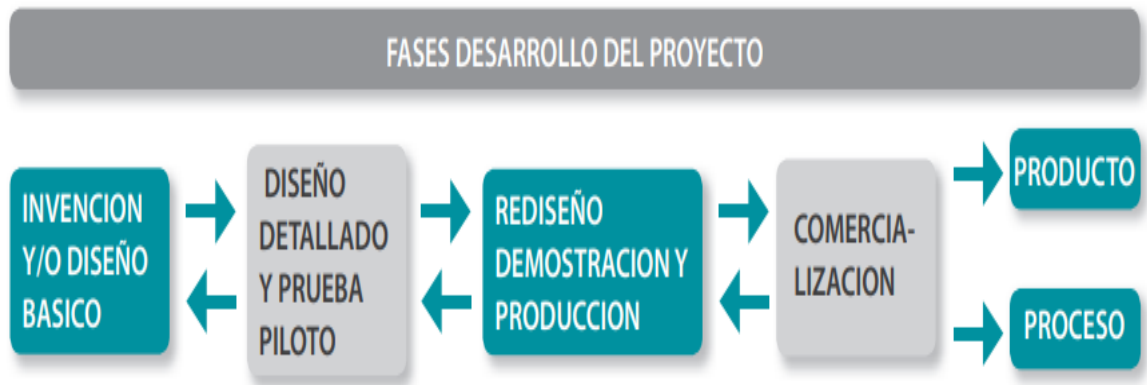 FASES DESARROLLO DEL PROYECTO
INVENCION
Y/O DISEÑO
BASICO
DISEÑO
DETALLADO
Y PRUEBA
PILOTO
REDISEÑO
DEMOSTRACION Y
PRODUCCION
COMERCIA-
LIZACION
PRODUCTO
PROCESO